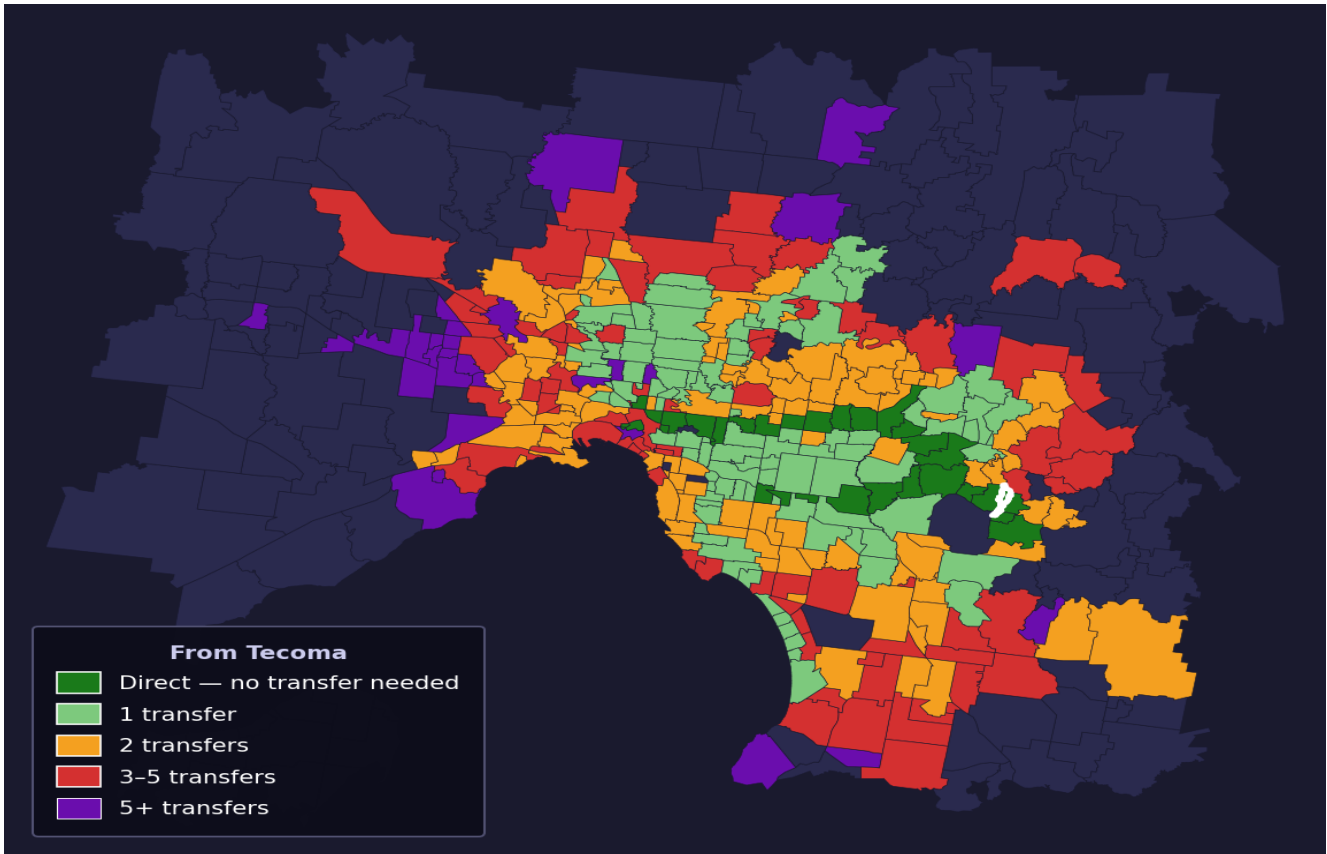 From Tecoma
Direct — no transfer needed
1 transfer
2 transfers
3–5 transfers
5+ transfers